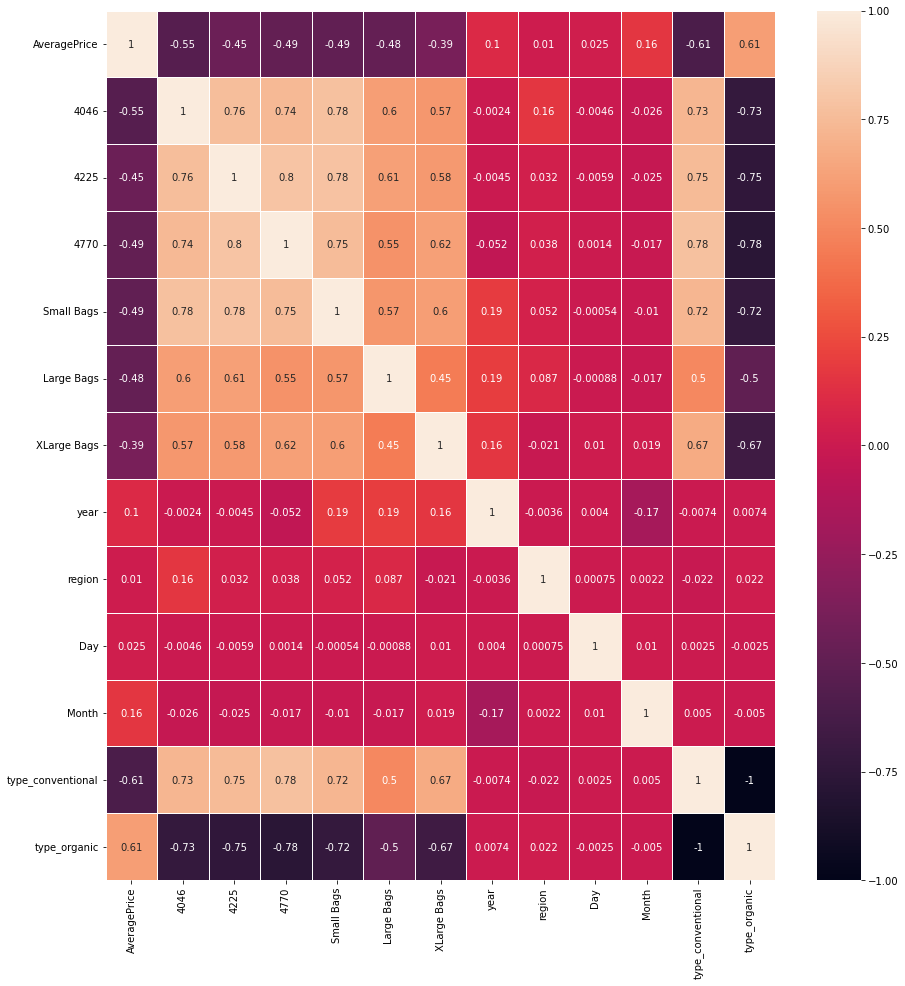 AveragePrice 1 -0.55 -0.45 -0.49 -0.49 -0.48 -0.39 0.1 0.01 0.025 0.16 -0.61 0.61
4046 -0.55 1 0.76 0.74 0.78 0.6 0.57 -0.0024 0.16 -0.0046 -0.026 0.73 -0.73
4225 -0.45 0.76 1 0.8 0.78 0.61 0.58 -0.0045 0.032 -0.0059 -0.025 0.75 -0.75
4770 -0.49 0.74 0.8 1 0.75 0.55 0.62 -0.052 0.038 0.0014 -0.017 0.78 -0.78
Small Bags -0.49 0.78 0.78 0.75 1 0.57 0.6 0.19 0.052 -0.00054 -0.01 0.72 -0.72
Large Bags -0.48 0.6 0.61 0.55 0.57 1 0.45 0.19 0.087 -0.00088 -0.017 0.5 -0.5
XLarge Bags -0.39 0.57 0.58 0.62 0.6 0.45 1 0.16 -0.021 0.01 0.019 0.67 -0.67
year 0.1 -0.0024 -0.0045 -0.052 0.19 0.19 0.16 1 -0.0036 0.004 -0.17 -0.0074 0.0074
region 0.01 0.16 0.032 0.038 0.052 0.087 -0.021 -0.0036 1 0.00075 0.0022 -0.022 0.022
Day 0.025 -0.0046 -0.0059 0.0014 -0.00054 -0.00088 0.01 0.004 0.00075 1 0.01 0.0025 -0.0025
Month 0.16 -0.026 -0.025 -0.017 -0.01 -0.017 0.019 -0.17 0.0022 0.01 1 0.005 -0.005
type_conventional -0.61 0.73 0.75 0.78 0.72 0.5 0.67 -0.0074 -0.022 0.0025 0.005 1 -1
type_organic 0.61 -0.73 -0.75 -0.78 -0.72 -0.5 -0.67 0.0074 0.022 -0.0025 -0.005 -1 1
AveragePrice 4046 4225 4770 Small Bags Large Bags XLarge Bags year region Day Month type_conventional type_organic
1.00
0.75
0.50
0.25
0.00
−0.25
−0.50
−0.75
−1.00